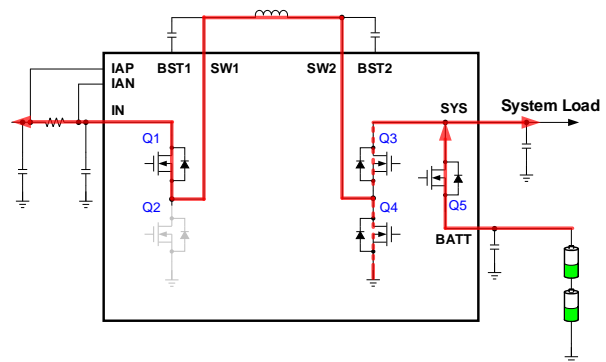 BST1 SW1 SW2 BST2
IAP
IAN
IN
SYS
System Load
Q1
Q3
Q2
Q4
Q5
BATT